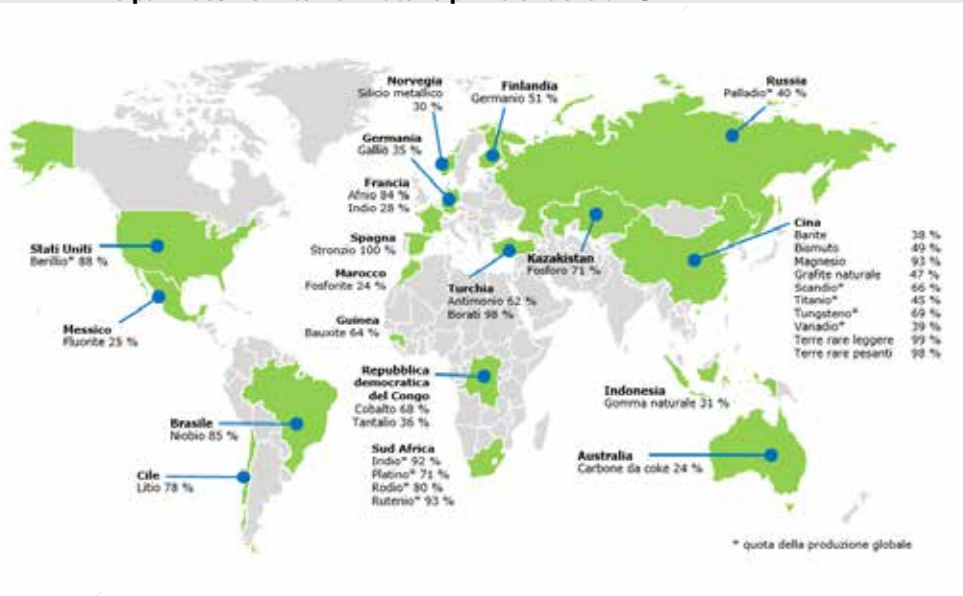 Norvegia
Silicio metallico
30 %
Finlandia
Germanio 51 %
Russia
Palladio* 40 %
Germania
Gallio 35 %
Francia
Afnio 84 %
Indio 28 %
Spagna
Stronzio 100 %
Marocco
Fosforite 24 %
Guinea
Bauxite 64 %
Stati Uniti
Berillio* 88 %
Messico
Fluorite 25 %
Turchia
Antimonio 62 %
Borati 98 %
Kazakistan
Fosforo 71 %
Cina
Barite 38 %
Bismuto 49 %
Magnesio 93 %
Grafite naturale 47 %
Scandio* 66 %
Titanio* 45 %
Tungsteno* 69 %
Vanadio* 39 %
Terre rare leggere 99 %
Terre rare pesanti 98 %
Repubblica
democratica
del Congo
Cobalto 68 %
Tantalio 36 %
Indonesia
Gomma naturale 31 %
Brasile
Niobio 85 %
Cile
Litio 78 %
Sud Africa
Indio* 92 %
Platino* 71 %
Rodio* 80 %
Rutenio* 93 %
Australia
Carbone da coke 24 %
* quota della produzione globale